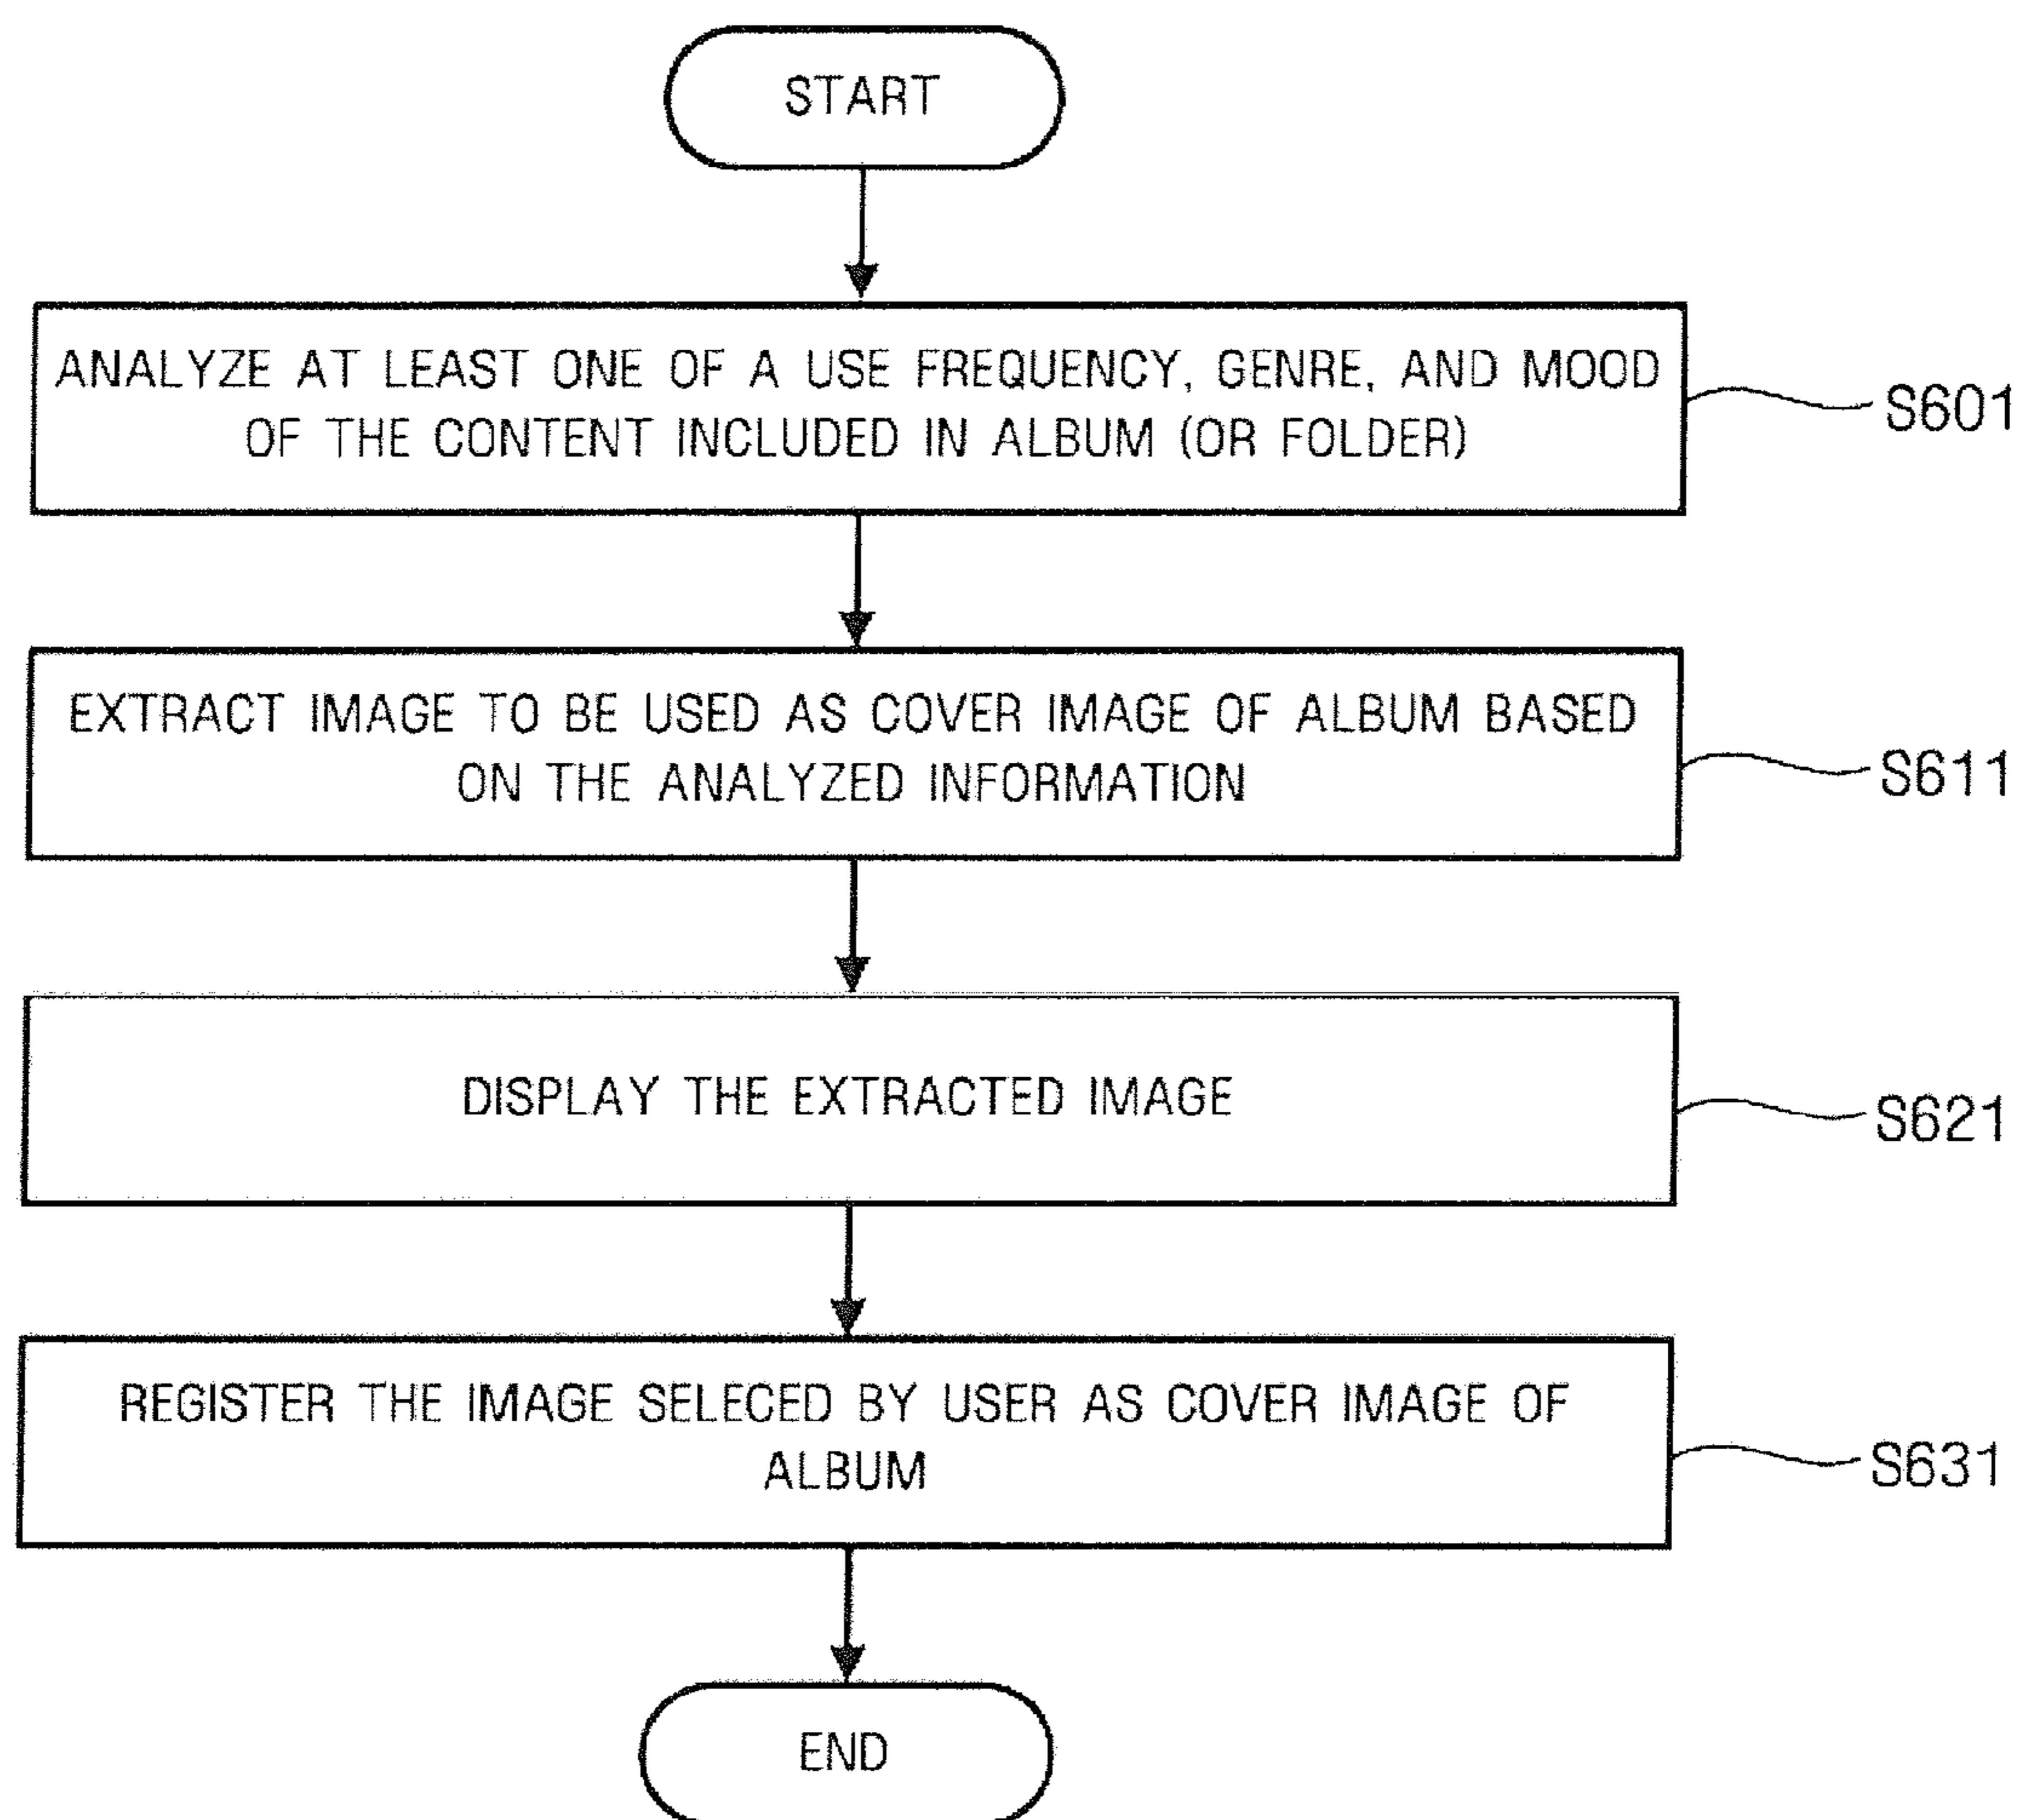 START
ANALYZE AT LEAST ONE OF A USE FREQUENCY, GENRE, AND MOOD
OF THE CONTENT INCLUDED IN ALBUM (OR FOLDER)
S601
EXTRACT IMAGE TO BE USED AS COVER IMAGE OF ALBUM BASED
ON THE ANALYZED INFORMATION
S611
DISPLAY THE EXTRACTED IMAGE
S621
REGISTER THE IMAGE SELECED BY USER AS COVER IMAGE OF
ALBUM
S631
END